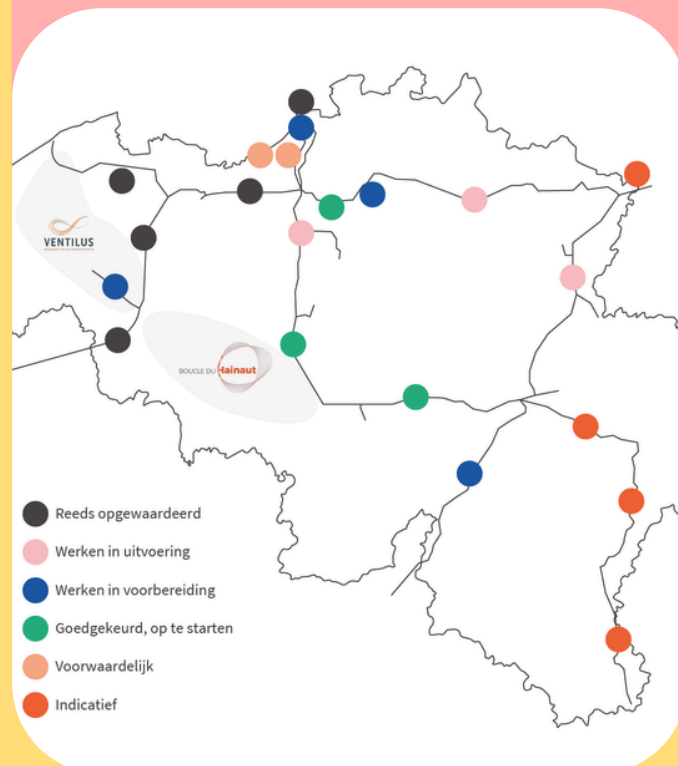 VENTILUS
BOUCLE DU Hainaut
Reeds opgewaardeerd
Werken in uitvoering
Werken in voorbereiding
Goedgekeurd, op te starten
Voorwaardelijk
Indicatief